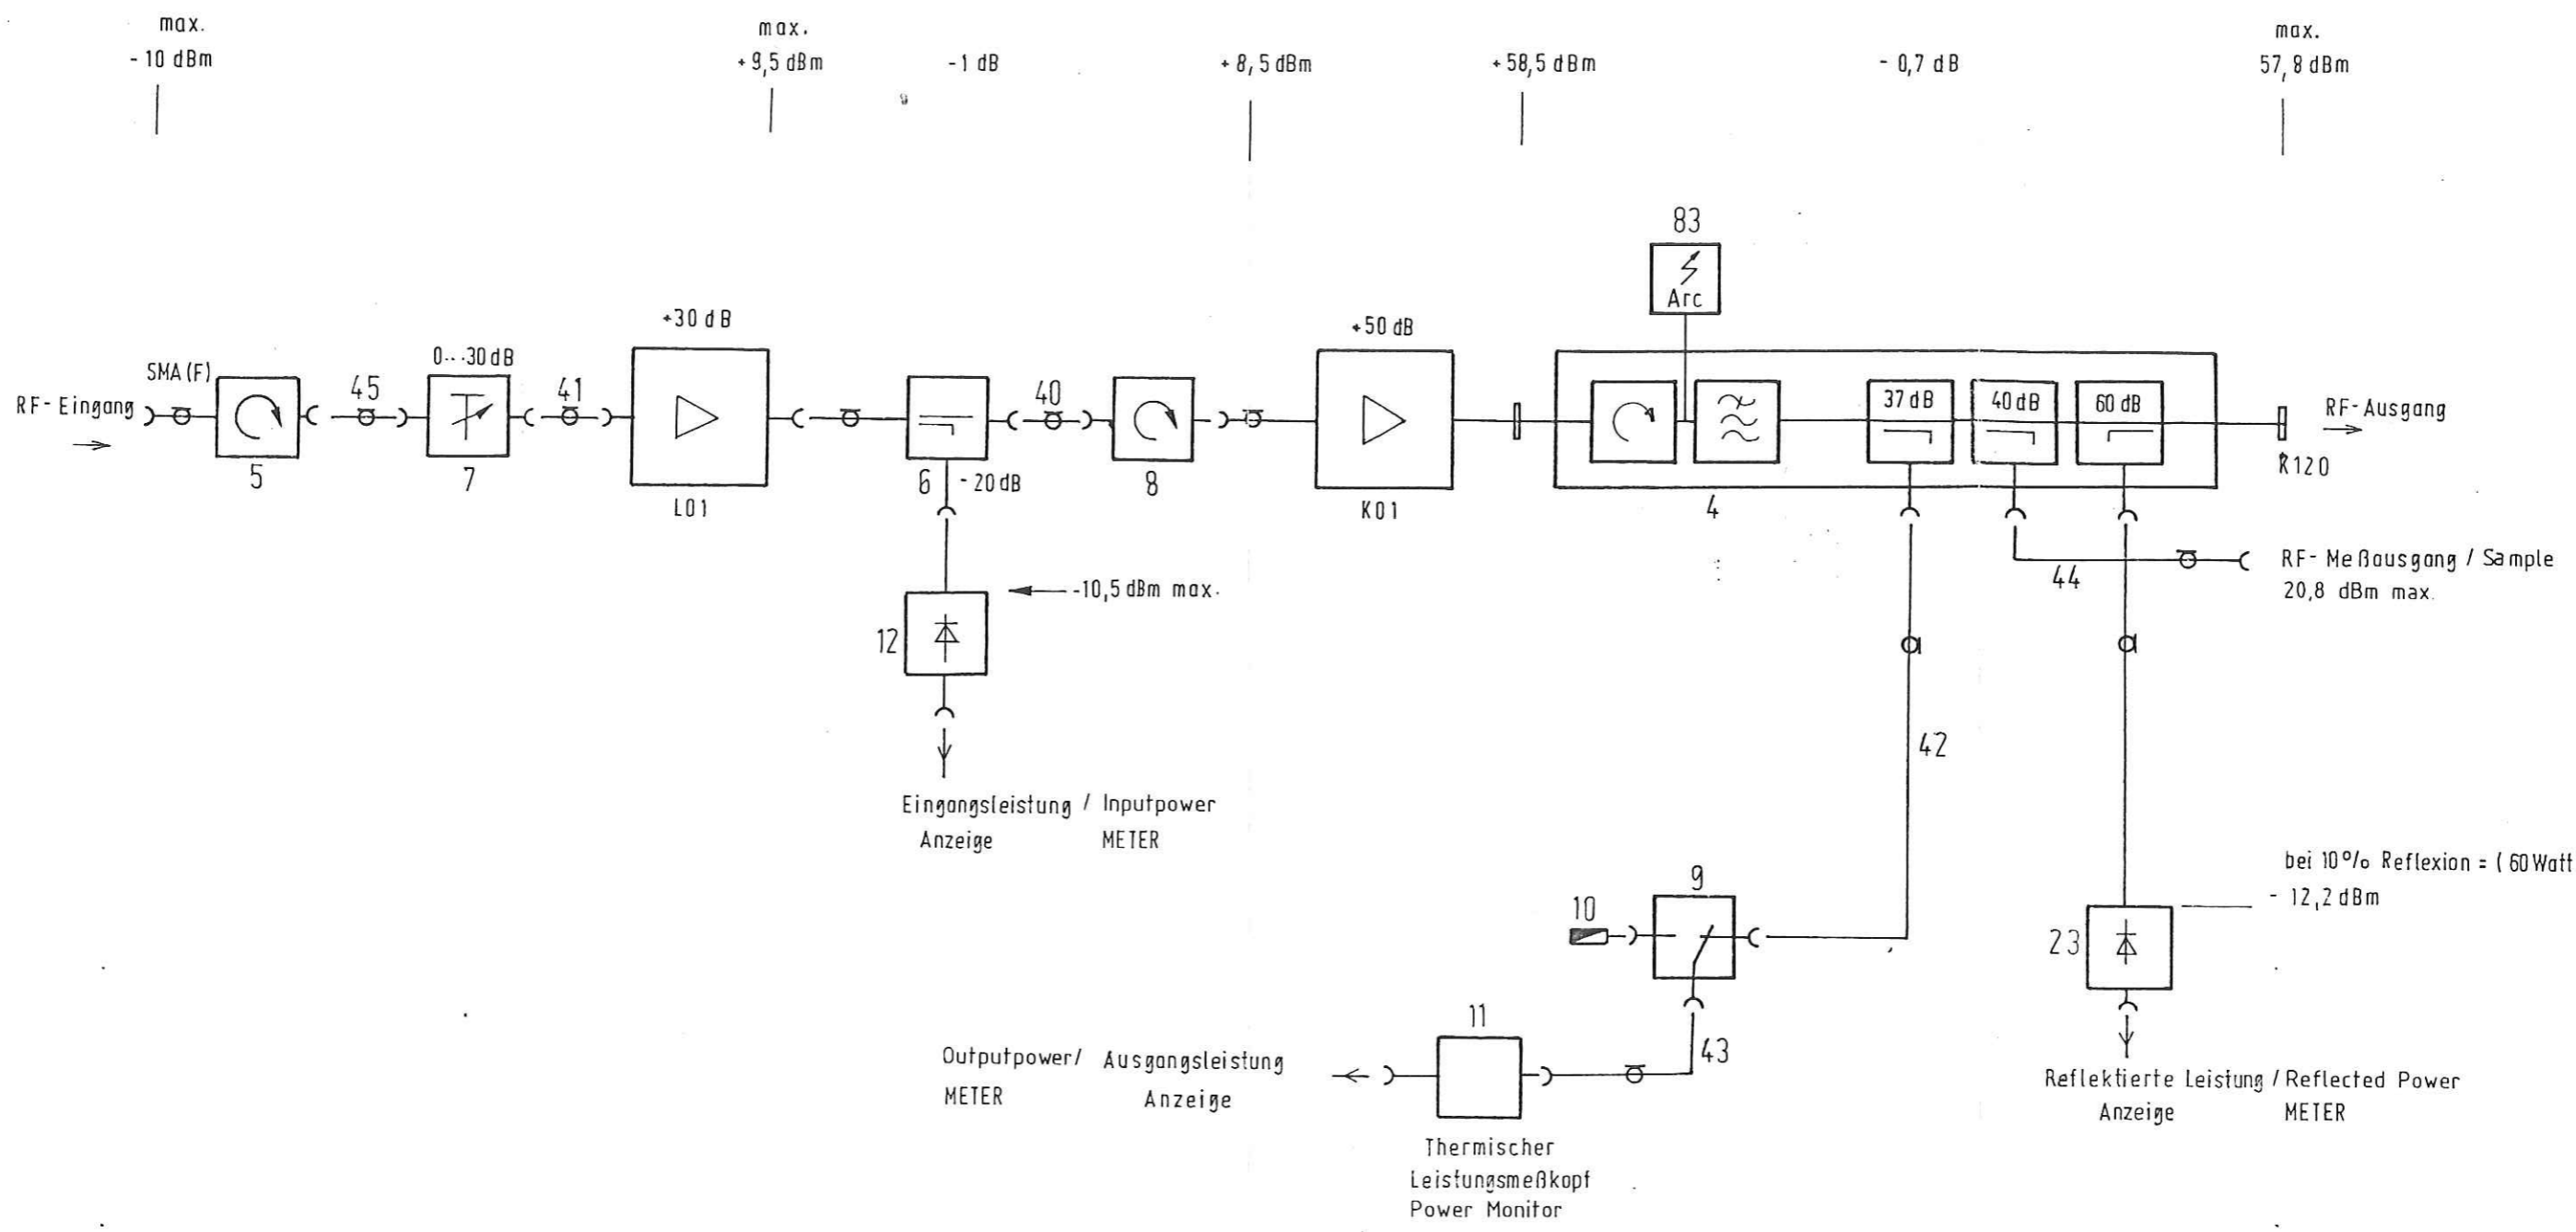 max.
- 10 dBm
max.
+ 9,5 dBm
-1 dB
+ 8,5 dBm
+ 58,5 dBm
- 0,7 dB
max.
57,8 dBm
83
Arc
+30 dB
+50 dB
SMA (F)
0...30 dB
RF- Eingang
45
41
40
37 dB
40 dB
60 dB
RF- Ausgang
5
7
L01
6
- 20 dB
8
K01
4
R120
RF- Meßausgang / Sample
20,8 dBm max.
44
-10,5 dBm max.
12
42
Eingangsleistung / Inputpower
Anzeige METER
bei 10% Reflexion = ( 60 Watt
- 12,2 dBm
9
10
23
11
43
Outputpower/ Ausgangsleistung
METER Anzeige
Reflektierte Leistung / Reflected Power
Anzeige METER
Thermischer
Leistungsmeßkopf
Power Monitor